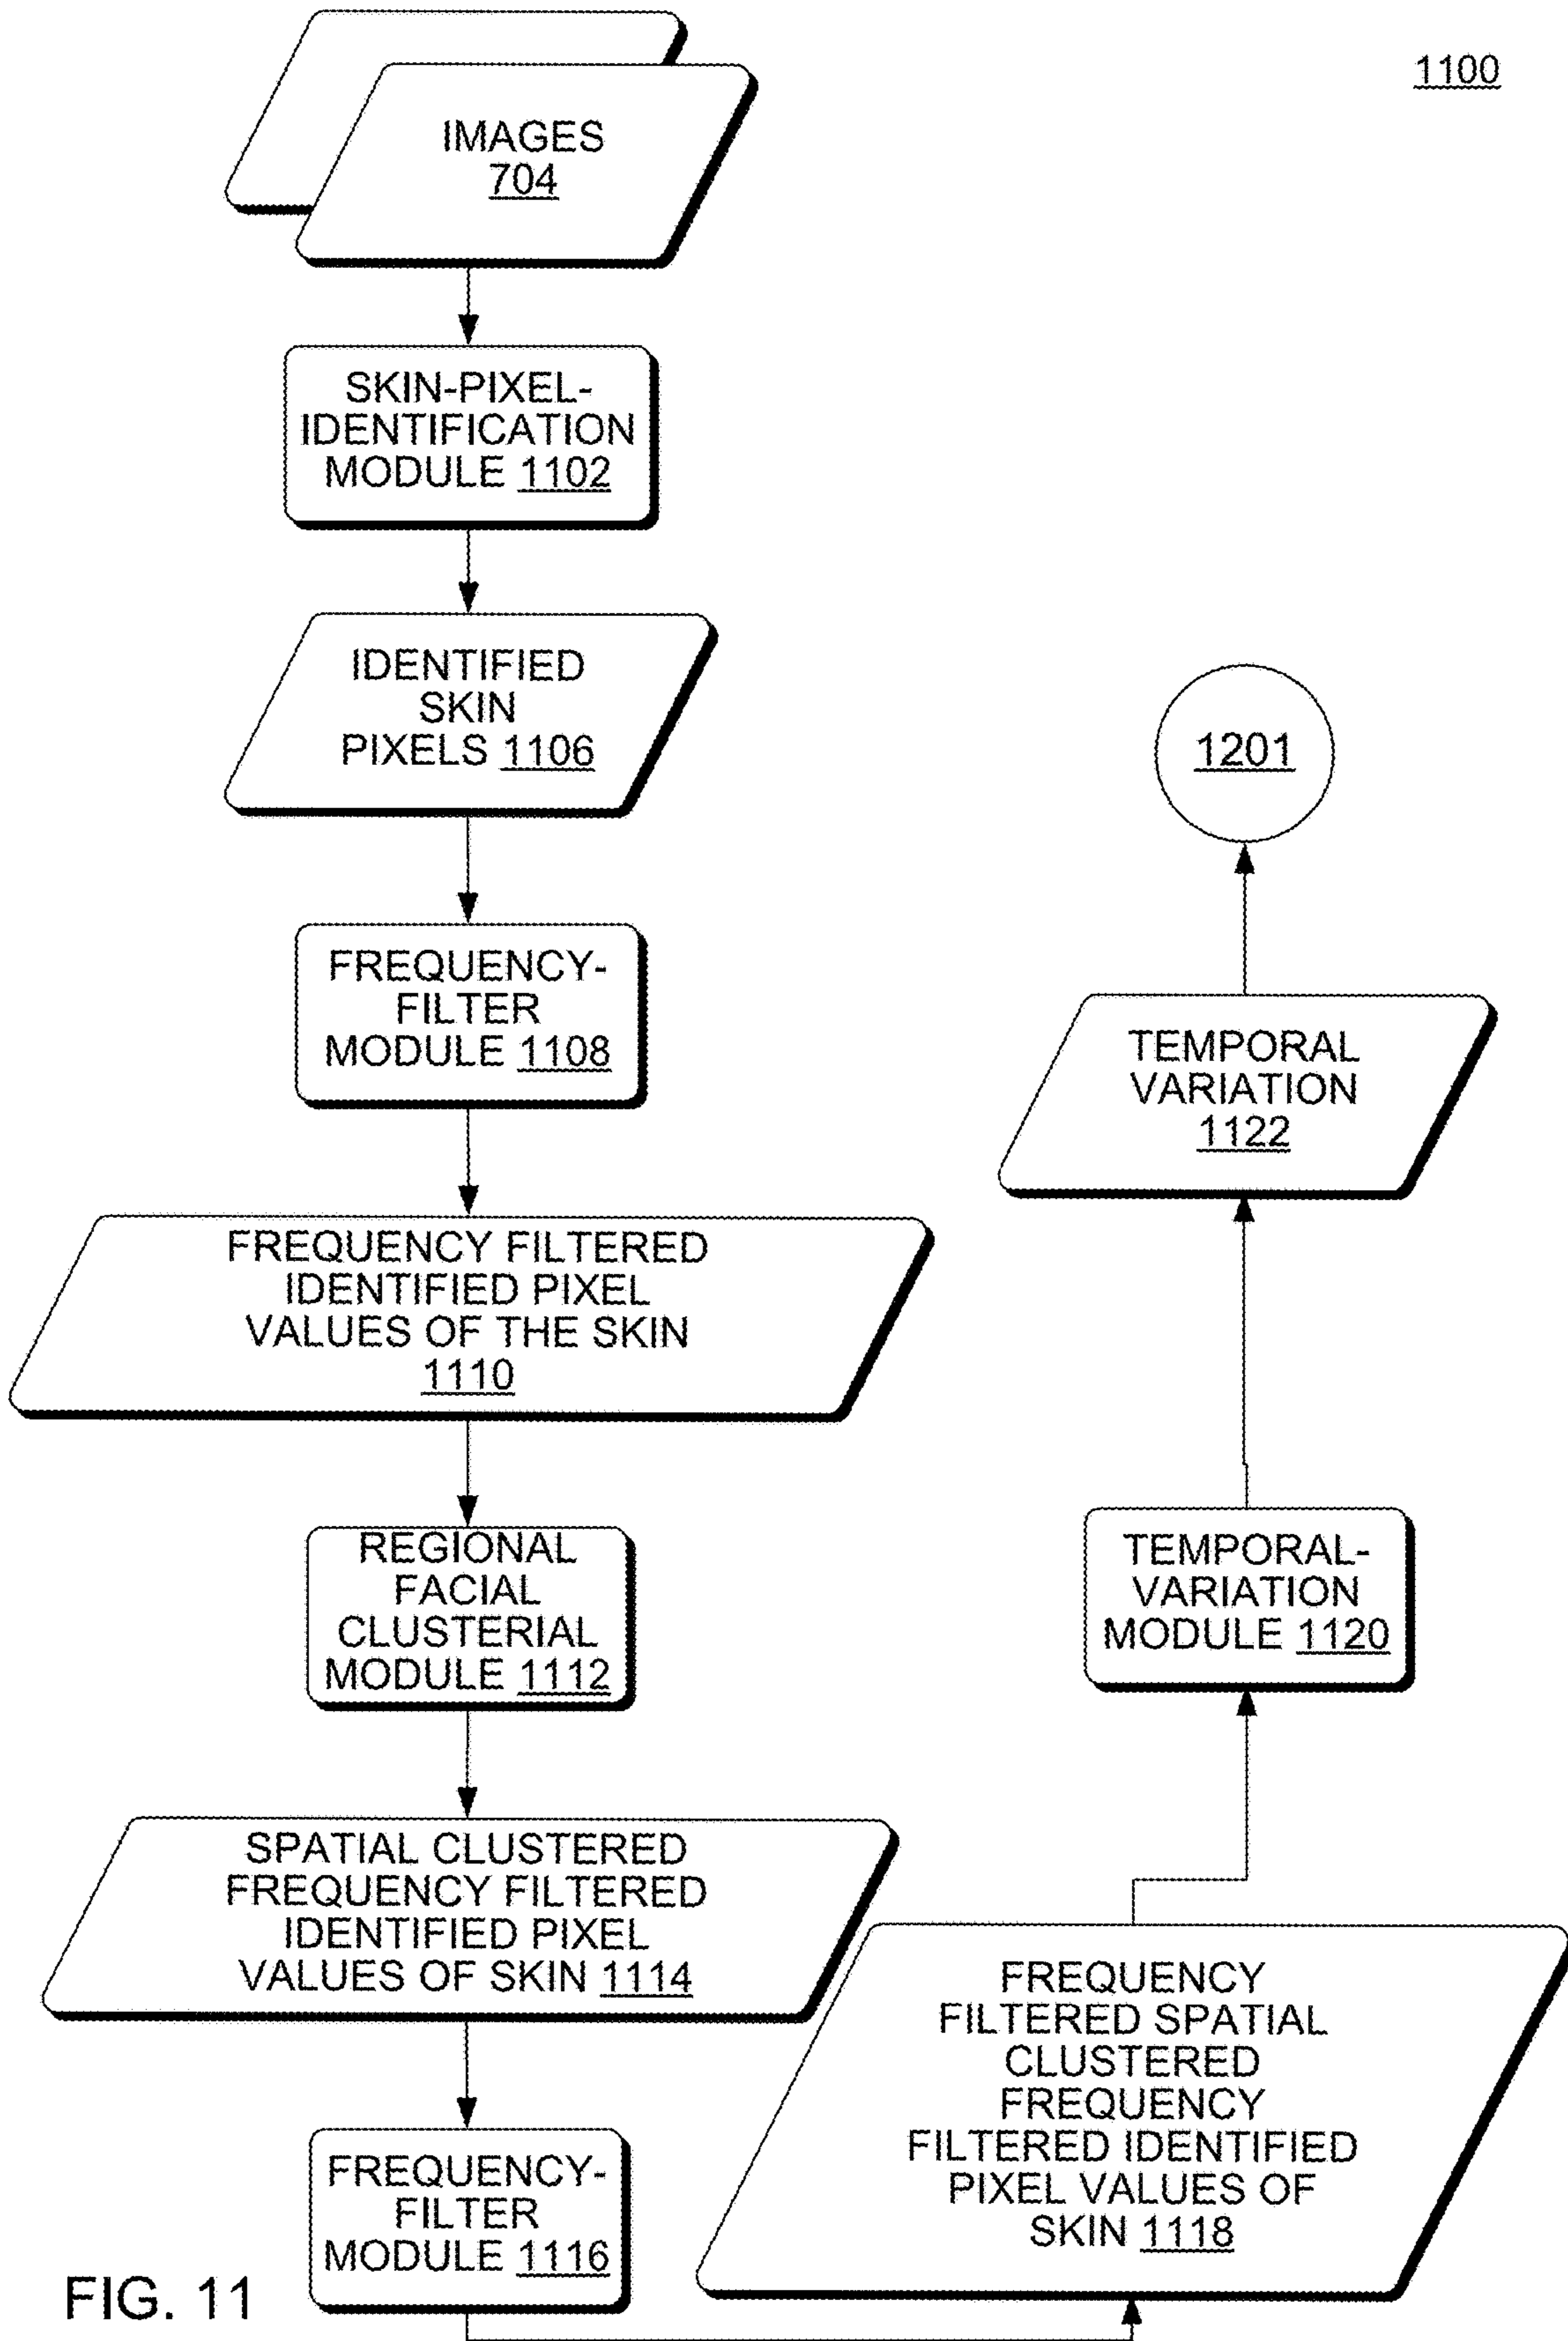 1100
IMAGES
704
SKIN-PIXEL-
IDENTIFICATION
MODULE 1102
IDENTIFIED
SKIN
PIXELS 1106
FREQUENCY-
FILTER
MODULE 1108
FREQUENCY FILTERED
IDENTIFIED PIXEL
VALUES OF THE SKIN
1110
REGIONAL
FACIAL
CLUSTERIAL
MODULE 1112
SPATIAL CLUSTERED
FREQUENCY FILTERED
IDENTIFIED PIXEL
VALUES OF SKIN 1114
FREQUENCY-
FILTER
MODULE 1116
FREQUENCY
FILTERED SPATIAL
CLUSTERED
FREQUENCY
FILTERED IDENTIFIED
PIXEL VALUES OF
SKIN 1118
TEMPORAL-
VARIATION
MODULE 1120
TEMPORAL
VARIATION
1122
1201
FIG. 11